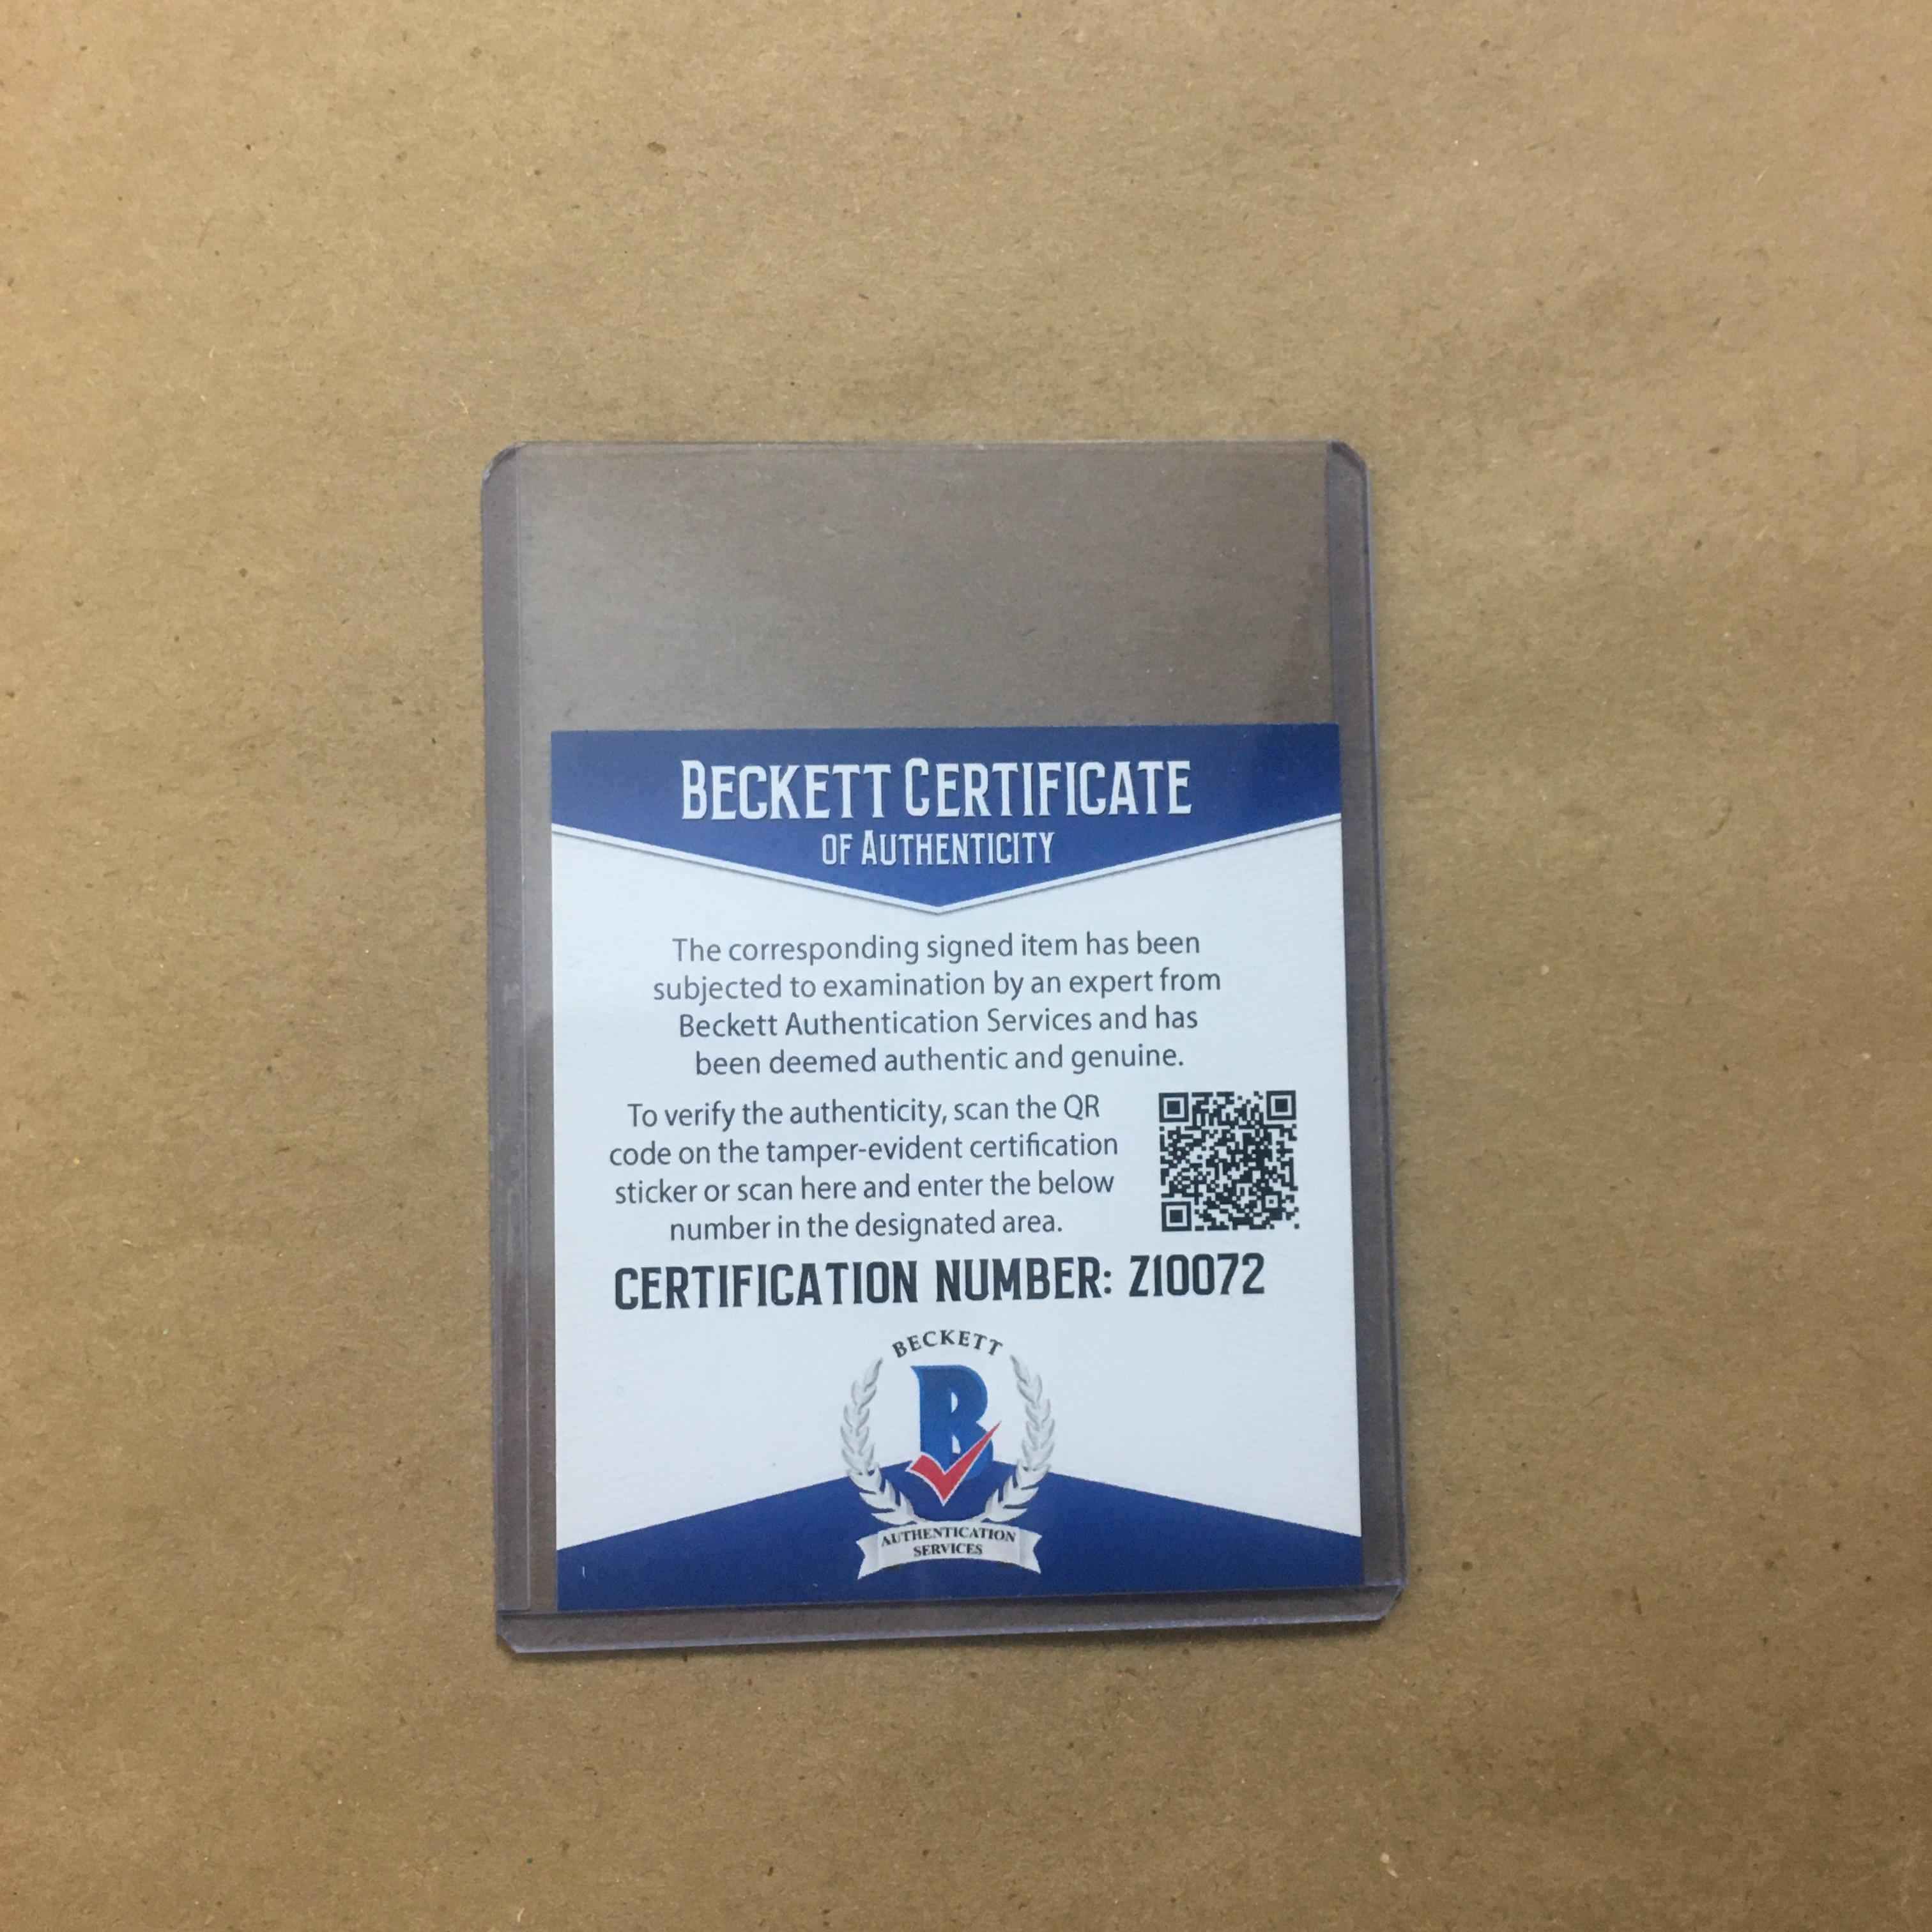 BECKETT CERTIFICATE
OF AUTHENTICITY
The corresponding signed item has been
subjected to examination by an expert from
Beckett Authentication Services and has
been deemed authentic and genuine.
To verify the authenticity, scan the QR
code on the tamper-evident certification
sticker or scan here and enter the below
number in the designated area.
CERTIFICATION NUMBER: Z10072
BECKETT
B
AUTHENTICATION
SERVICES